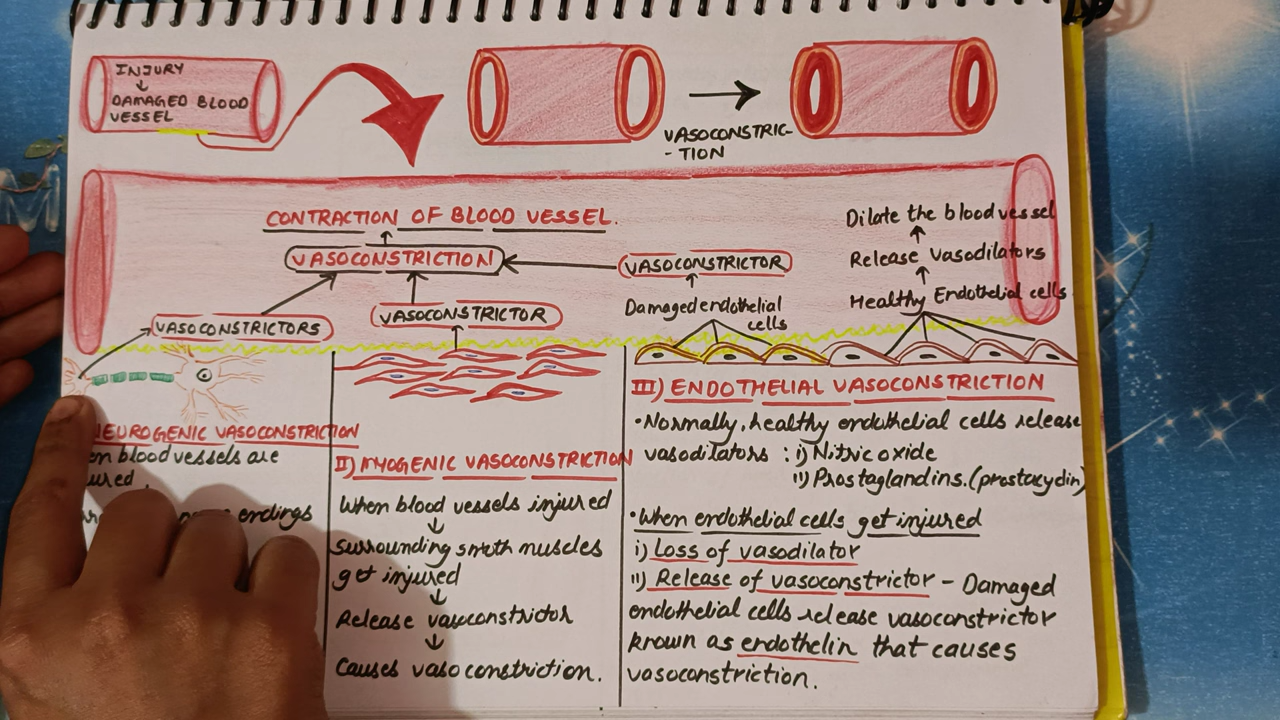 INJURY
↓
DAMAGED BLOOD
VESSEL
VASOCONSTRIC-
- TION
CONTRACTION OF BLOOD VESSEL.
VASOCONSTRICTION
VASOCONSTRICTORS
VASOCONSTRICTOR
VASOCONSTRICTOR
Damaged endothelial
cells
Dilate the blood vessel
Release vasodilators
Healthy Endothelial cells
NEUROGENIC VASOCONSTRICTION
blood vessels are
endings
II) MYOGENIC VASOCONSTRICTION
When blood vessels injured
↓
surrounding smooth muscles
get injured
↓
Release vasoconstrictor
↓
Causes vasoconstriction.
III) ENDOTHELIAL VASOCONSTRICTION
•Normally, healthy endothelial cells release
vasodilators : i) Nitric oxide
ii) Prostaglandins. (prostacyclin)
•When endothelial cells get injured
i) Loss of vasodilator
ii) Release of vasoconstrictor - Damaged
endothelial cells release vasoconstrictor
known as endothelin that causes
vasoconstriction.